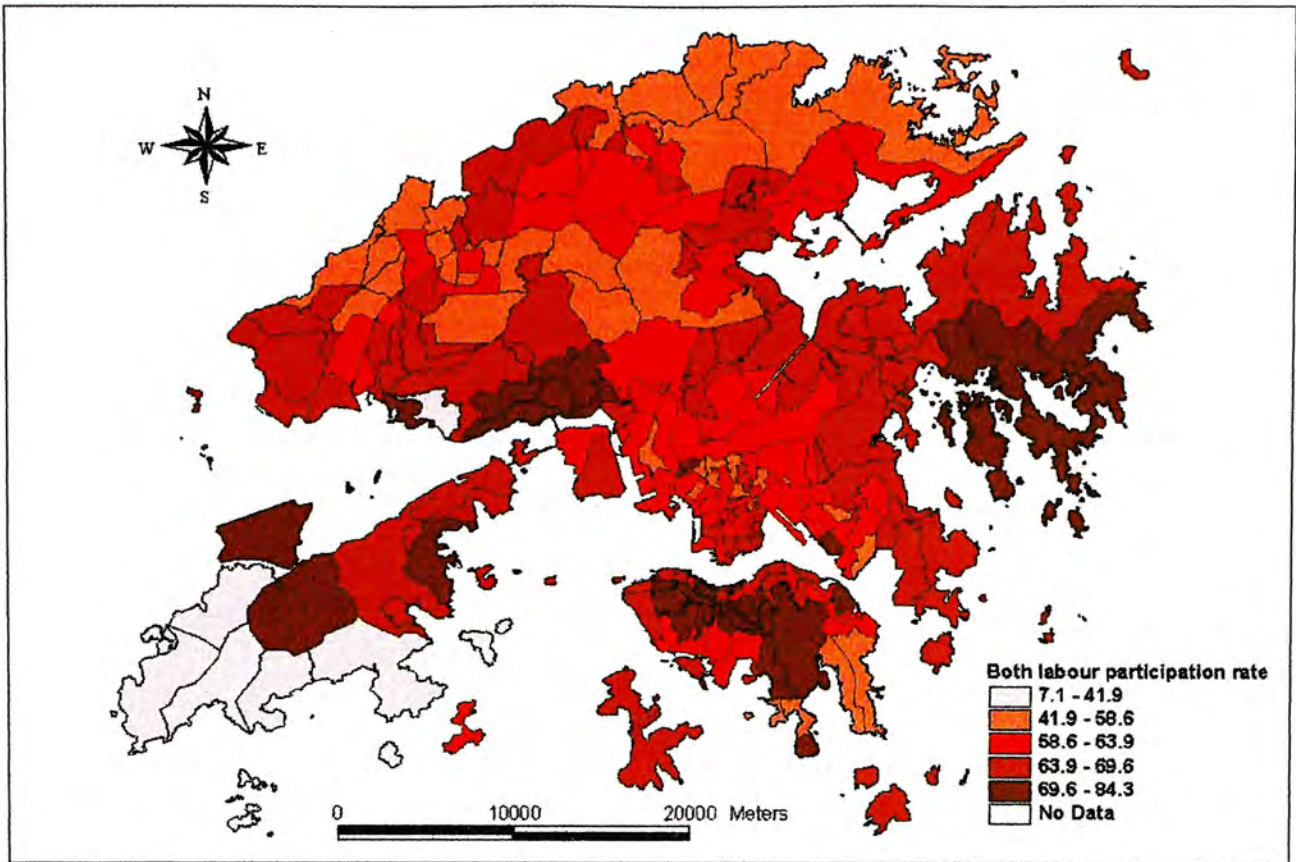 N
W E
S
Both labour participation rate
7.1 - 41.9
41.9 - 58.6
58.6 - 63.9
63.9 - 69.6
69.6 - 84.3
No Data
0 10000 20000 Meters